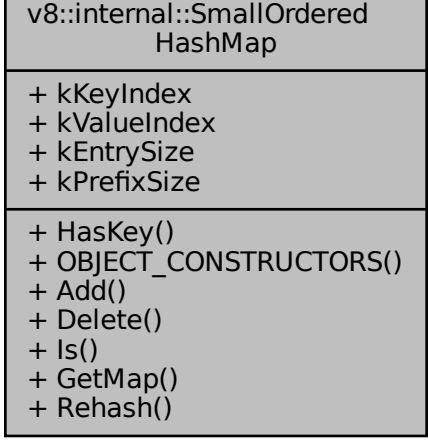 v8::internal::SmallOrdered
HashMap
+ kKeyIndex
+ kValueIndex
+ kEntrySize
+ kPrefixSize
+ HasKey()
+ OBJECT_CONSTRUCTORS()
+ Add()
+ Delete()
+ Is()
+ GetMap()
+ Rehash()